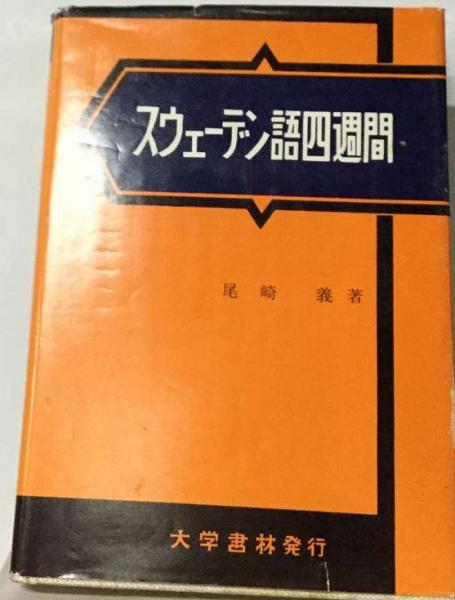 スウェーデン語四週間
尾崎 義著
大学書林発行